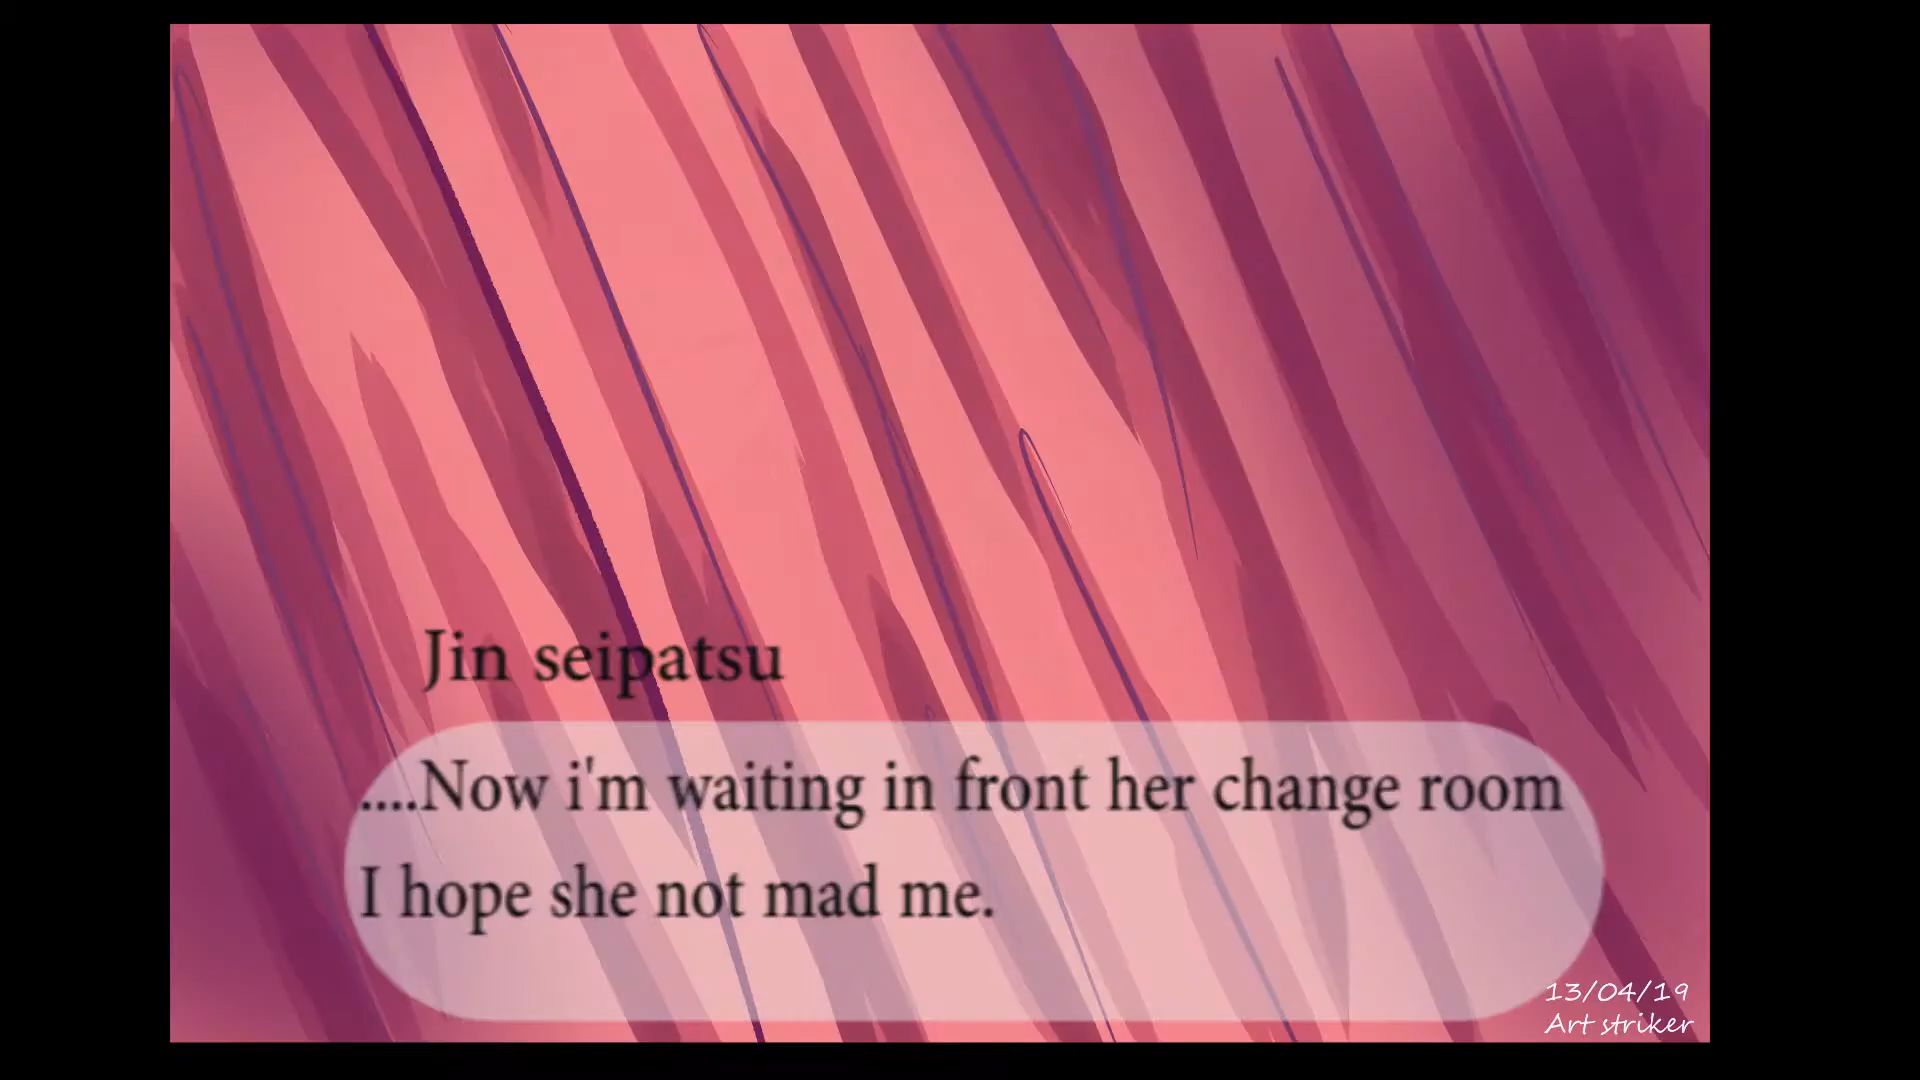 Jin seipatsu
.....Now i'm waiting in front her change room
I hope she not mad me.
13/04/19
Art striker